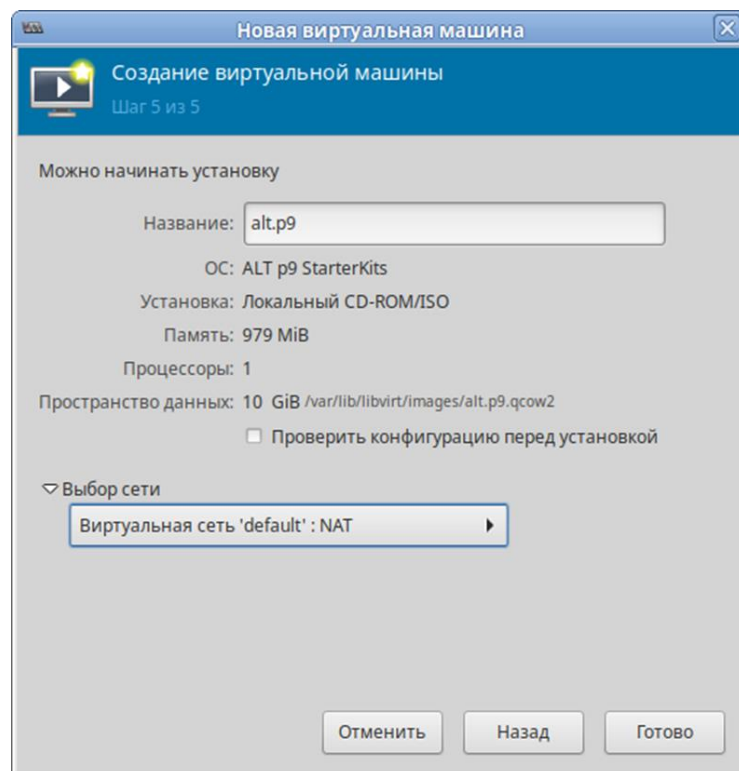 Новая виртуальная машина
Создание виртуальной машины
Шаг 5 из 5
Можно начинать установку
Название: alt.p9
ОС: ALT p9 StarterKits
Установка: Локальный CD-ROM/ISO
Память: 979 MiB
Процессоры: 1
Пространство данных: 10 GiB /var/lib/libvirt/images/alt.p9.qcow2
Проверить конфигурацию перед установкой
Выбор сети
Виртуальная сеть 'default' : NAT
Отменить Назад Готово